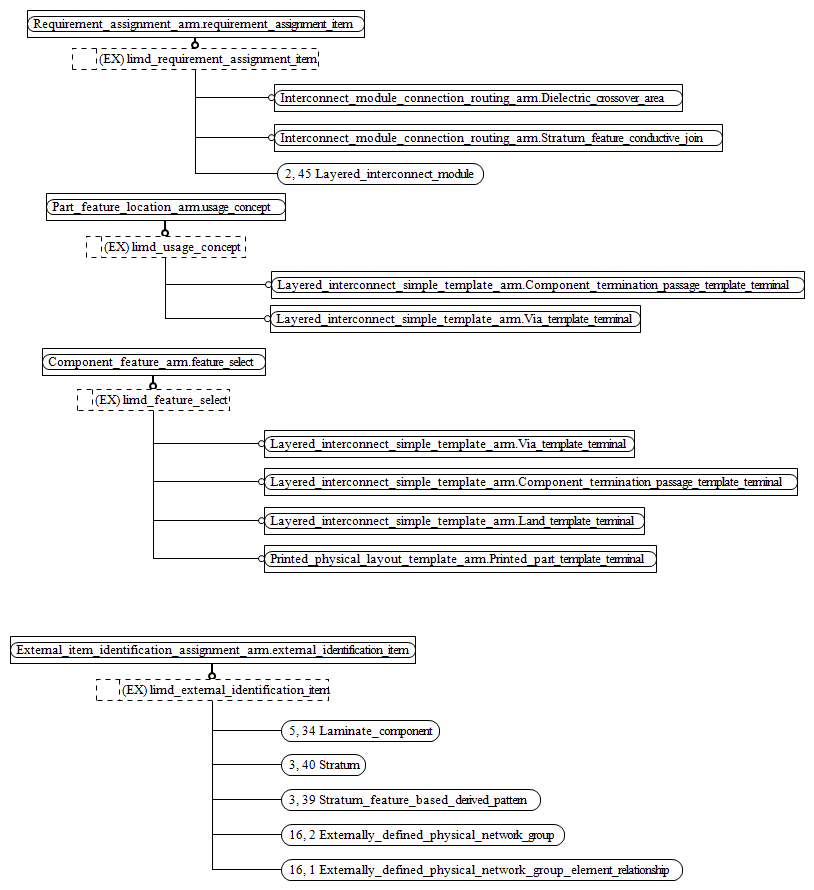 Requirement_assignment_arm.requirement_assignment_item
(EX) limd_requirement_assignment_item
Interconnect_module_connection_routing_arm.Dielectric_crossover_area
Interconnect_module_connection_routing_arm.Stratum_feature_conductive_join
2, 45 Layered_interconnect_module
Part_feature_location_arm.usage_concept
(EX) limd_usage_concept
Layered_interconnect_simple_template_arm.Component_termination_passage_template_terminal
Layered_interconnect_simple_template_arm.Via_template_terminal
Component_feature_arm.feature_select
(EX) limd_feature_select
Layered_interconnect_simple_template_arm.Via_template_terminal
Layered_interconnect_simple_template_arm.Component_termination_passage_template_terminal
Layered_interconnect_simple_template_arm.Land_template_terminal
Printed_physical_layout_template_arm.Printed_part_template_terminal
External_item_identification_assignment_arm.external_identification_item
(EX) limd_external_identification_item
5, 34 Laminate_component
3, 40 Stratum
3, 39 Stratum_feature_based_derived_pattern
16, 2 Externally_defined_physical_network_group
16, 1 Externally_defined_physical_network_group_element_relationship